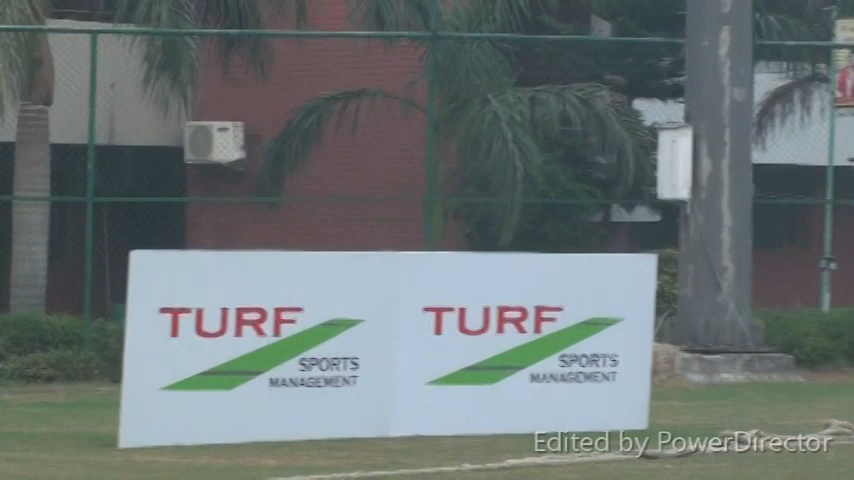 TURF
SPORTS
MANAGEMENT
TURF
SPORTS
MANAGEMENT
Edited by PowerDirector